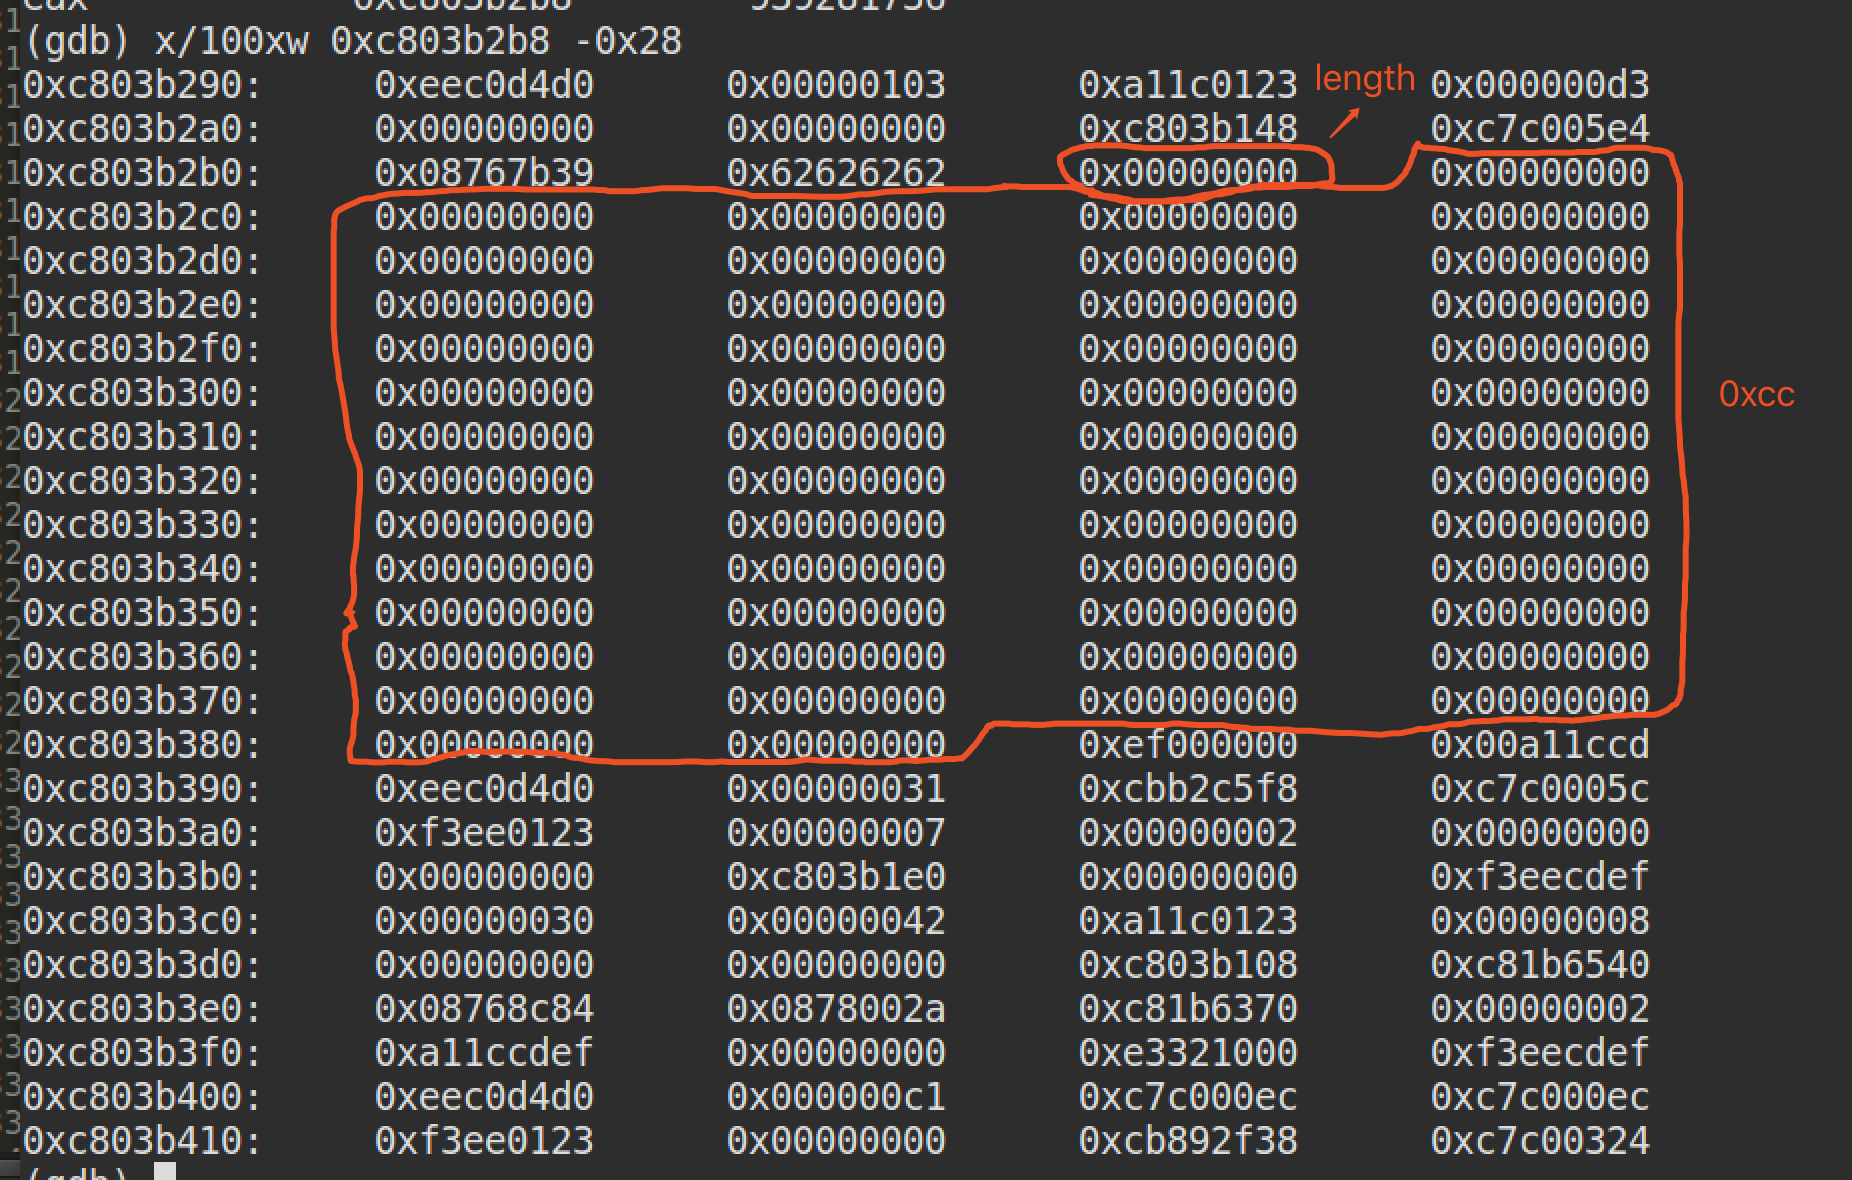 (gdb) x/100xw 0xc803b2b8 -0x28
0xc803b290: 0xeec0d4d0 0x00000103 0xa11c0123 0x000000d3
length
0xc803b2a0: 0x00000000 0x00000000 0xc803b148 0xc7c005e4
0xc803b2b0: 0x08767b39 0x62626262 0x00000000 0x00000000
0xc803b2c0: 0x00000000 0x00000000 0x00000000 0x00000000
0xc803b2d0: 0x00000000 0x00000000 0x00000000 0x00000000
0xc803b2e0: 0x00000000 0x00000000 0x00000000 0x00000000
0xc803b2f0: 0x00000000 0x00000000 0x00000000 0x00000000
0xc803b300: 0x00000000 0x00000000 0x00000000 0x00000000
0xcc
0xc803b310: 0x00000000 0x00000000 0x00000000 0x00000000
0xc803b320: 0x00000000 0x00000000 0x00000000 0x00000000
0xc803b330: 0x00000000 0x00000000 0x00000000 0x00000000
0xc803b340: 0x00000000 0x00000000 0x00000000 0x00000000
0xc803b350: 0x00000000 0x00000000 0x00000000 0x00000000
0xc803b360: 0x00000000 0x00000000 0x00000000 0x00000000
0xc803b370: 0x00000000 0x00000000 0x00000000 0x00000000
0xc803b380: 0x00000000 0x00000000 0xef000000 0x00a11ccd
0xc803b390: 0xeec0d4d0 0x00000031 0xcbb2c5f8 0xc7c0005c
0xc803b3a0: 0xf3ee0123 0x00000007 0x00000002 0x00000000
0xc803b3b0: 0x00000000 0xc803b1e0 0x00000000 0xf3eecdef
0xc803b3c0: 0x00000030 0x00000042 0xa11c0123 0x00000008
0xc803b3d0: 0x00000000 0x00000000 0xc803b108 0xc81b6540
0xc803b3e0: 0x08768c84 0x0878002a 0xc81b6370 0x00000002
0xc803b3f0: 0xa11ccdef 0x00000000 0xe3321000 0xf3eecdef
0xc803b400: 0xeec0d4d0 0x000000c1 0xc7c000ec 0xc7c000ec
0xc803b410: 0xf3ee0123 0x00000000 0xcb892f38 0xc7c00324
(gdb)